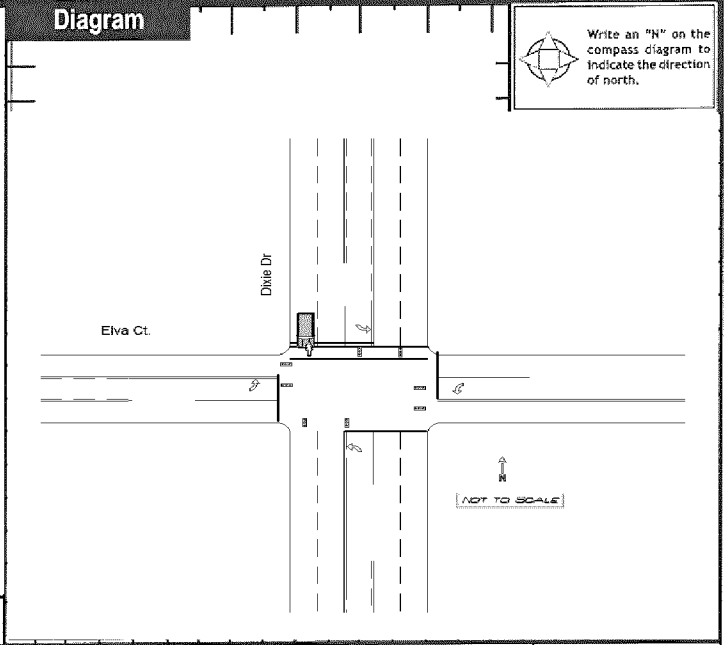 Diagram
Write an "N" on the
compass diagram to
indicate the direction
of north.
Dixie Dr
Elva Ct.
N
NOT TO SCALE